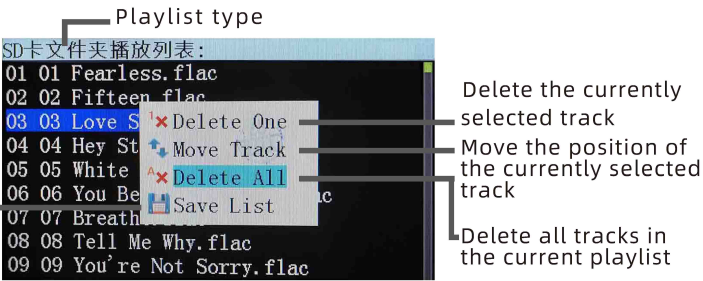 Playlist type
SD卡文件夹播放列表:
01 01 Fearless.flac
02 02 Fifteen.flac
03 03 Love S
04 04 Hey St
05 05 White
06 06 You Be
07 07 Breath
08 08 Tell Me Why.flac
09 09 You're Not Sorry.flac
Delete One
Move Track
Delete All
Save List
Delete the currently
selected track
Move the position of
the currently selected
track
Delete all tracks in
the current playlist